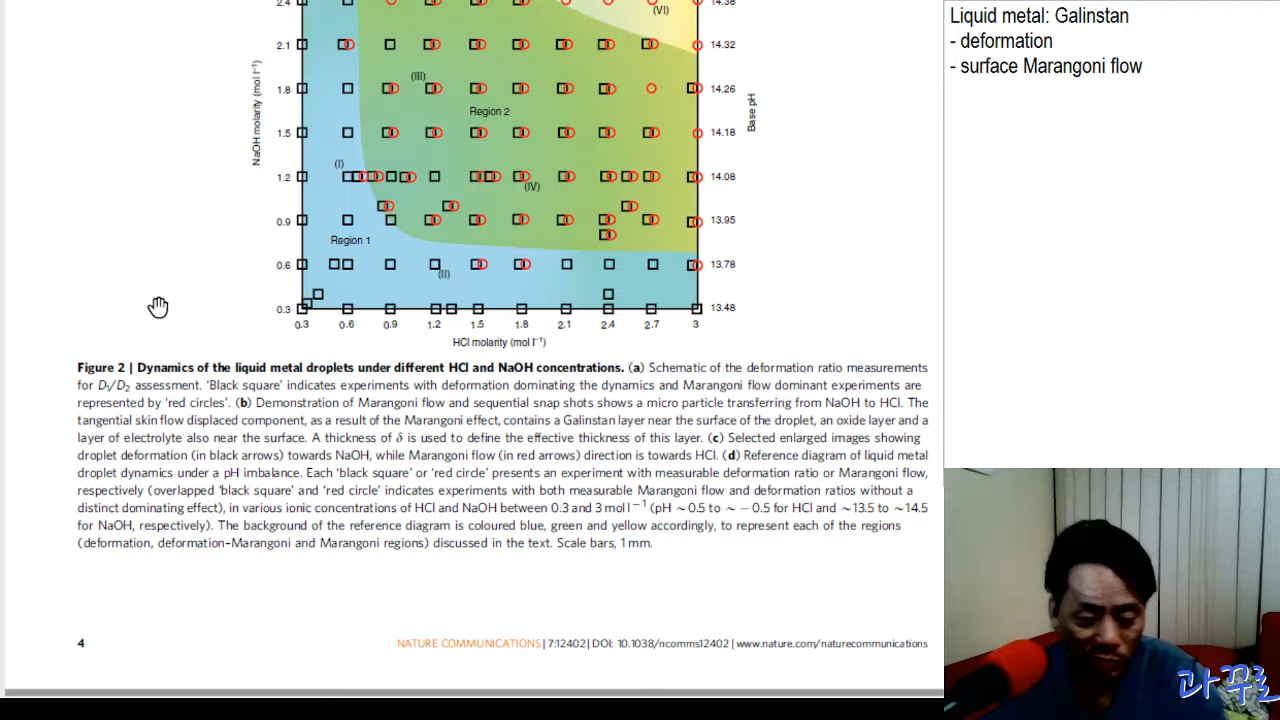 Liquid metal: Galinstan
- deformation
- surface Marangoni flow
2.4
14.38
(VI)
2.1
14.32
(III)
1.8
14.26
Region 2
1.5
14.18
(I)
1.2
14.08
(IV)
0.9
13.95
Region 1
0.6
13.78
(II)
0.3
13.48
NaOH molarity (mol l⁻¹)
Base pH
0.3 0.6 0.9 1.2 1.5 1.8 2.1 2.4 2.7 3
HCl molarity (mol l⁻¹)
Figure 2 | Dynamics of the liquid metal droplets under different HCl and NaOH concentrations. (a) Schematic of the deformation ratio measurements
for D₁/D₂ assessment. 'Black square' indicates experiments with deformation dominating the dynamics and Marangoni flow dominant experiments are
represented by 'red circles'. (b) Demonstration of Marangoni flow and sequential snap shots shows a micro particle transferring from NaOH to HCl. The
tangential skin flow displaced component, as a result of the Marangoni effect, contains a Galinstan layer near the surface of the droplet, an oxide layer and a
layer of electrolyte also near the surface. A thickness of δ is used to define the effective thickness of this layer. (c) Selected enlarged images showing
droplet deformation (in black arrows) towards NaOH, while Marangoni flow (in red arrows) direction is towards HCl. (d) Reference diagram of liquid metal
droplet dynamics under a pH imbalance. Each 'black square' or 'red circle' presents an experiment with measurable deformation ratio or Marangoni flow,
respectively (overlapped 'black square' and 'red circle' indicates experiments with both measurable Marangoni flow and deformation ratios without a
distinct dominating effect), in various ionic concentrations of HCl and NaOH between 0.3 and 3 mol l⁻¹ (pH ~0.5 to ~ −0.5 for HCl and ~13.5 to ~14.5
for NaOH, respectively). The background of the reference diagram is coloured blue, green and yellow accordingly, to represent each of the regions
(deformation, deformation–Marangoni and Marangoni regions) discussed in the text. Scale bars, 1 mm.
4
NATURE COMMUNICATIONS | 7:12402 | DOI: 10.1038/ncomms12402 | www.nature.com/naturecommunications
과꾸로